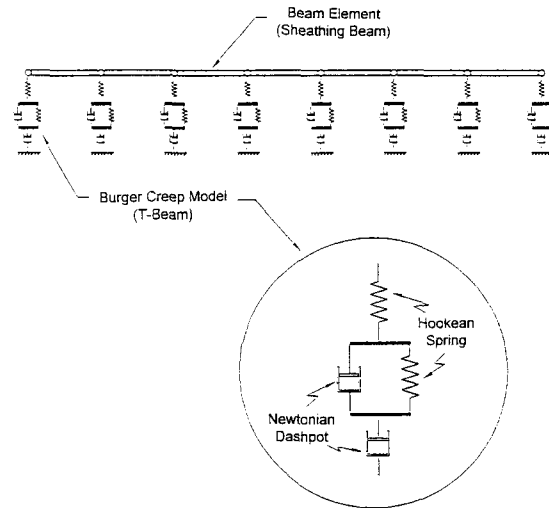 Beam Element
(Sheathing Beam)
Burger Creep Model
(T-Beam)
Hookean
Spring
Newtonian
Dashpot